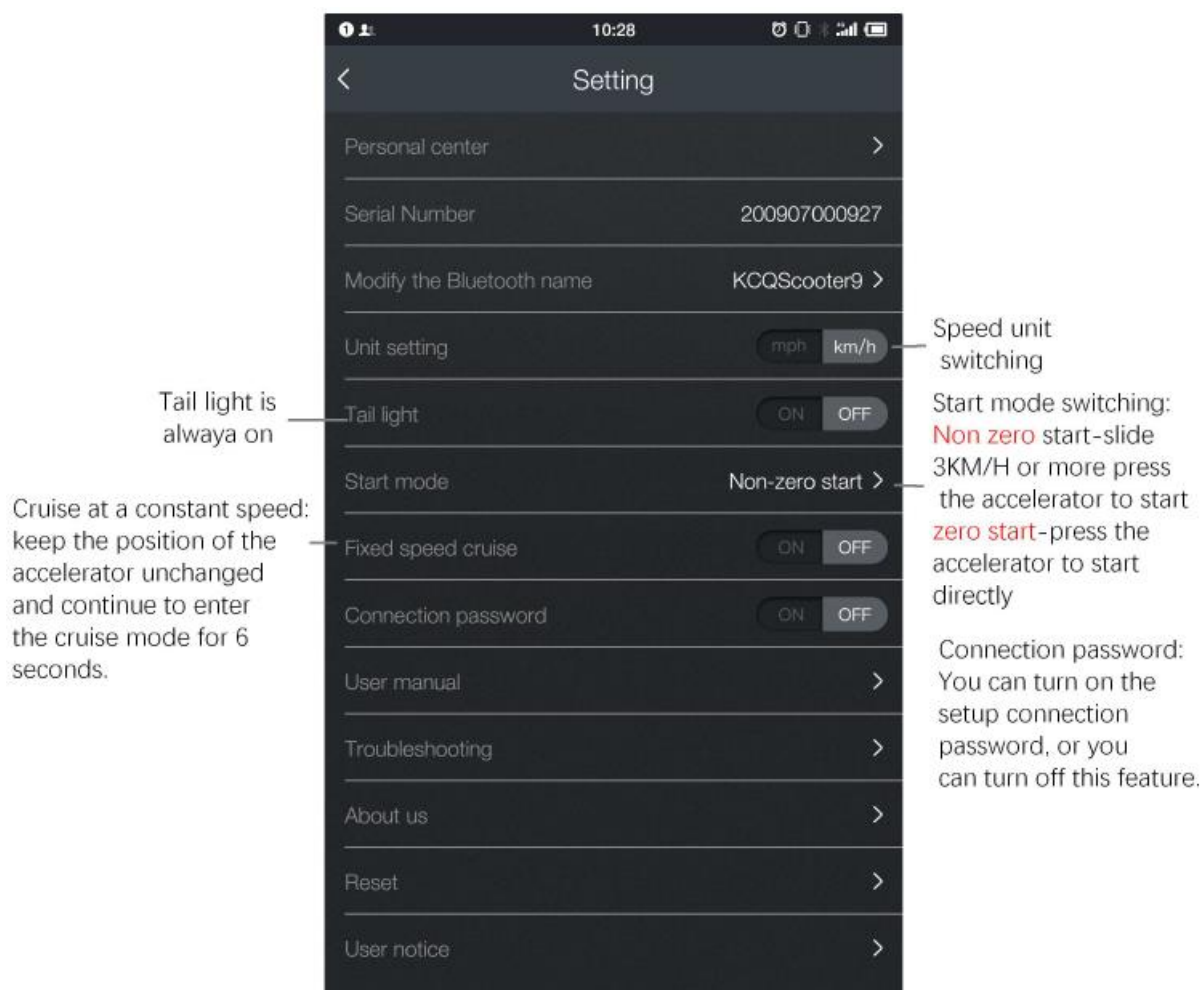 10:28
Setting
Personal center
Serial Number 200907000927
Modify the Bluetooth name KCQScooter9
Unit setting mph km/h
Tail light ON OFF
Start mode Non-zero start
Fixed speed cruise ON OFF
Connection password ON OFF
User manual
Troubleshooting
About us
Reset
User notice
Tail light is
alwaya on
Cruise at a constant speed:
keep the position of the
accelerator unchanged
and continue to enter
the cruise mode for 6
seconds.
Speed unit
switching
Start mode switching:
Non zero start-slide
3KM/H or more press
the accelerator to start
zero start-press the
accelerator to start
directly
Connection password:
You can turn on the
setup connection
password, or you
can turn off this feature.